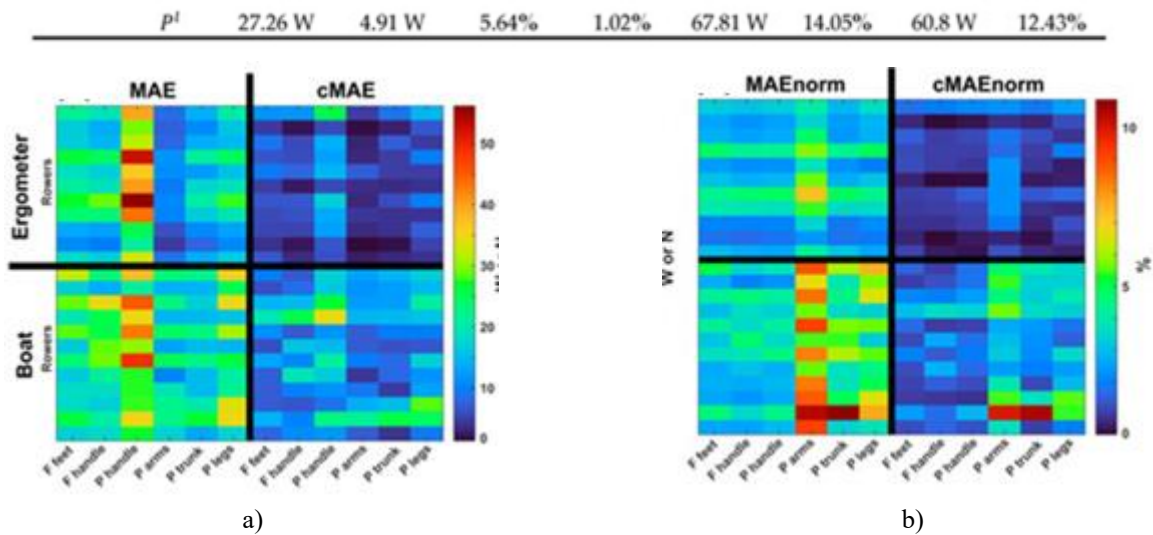 P¹ 27.26 W 4.91 W 5.64% 1.02% 67.81 W 14.05% 60.8 W 12.43%
MAE cMAE
Ergometer
Rowers
Boat
Rowers
50
40
30
20
10
0
F feet F handle P handle P arms P trunk P legs F feet F handle P handle P arms P trunk P legs
a)
MAEnorm cMAEnorm
W or N
10
5
0
%
F feet F handle P handle P arms P trunk P legs F feet F handle P handle P arms P trunk P legs
b)